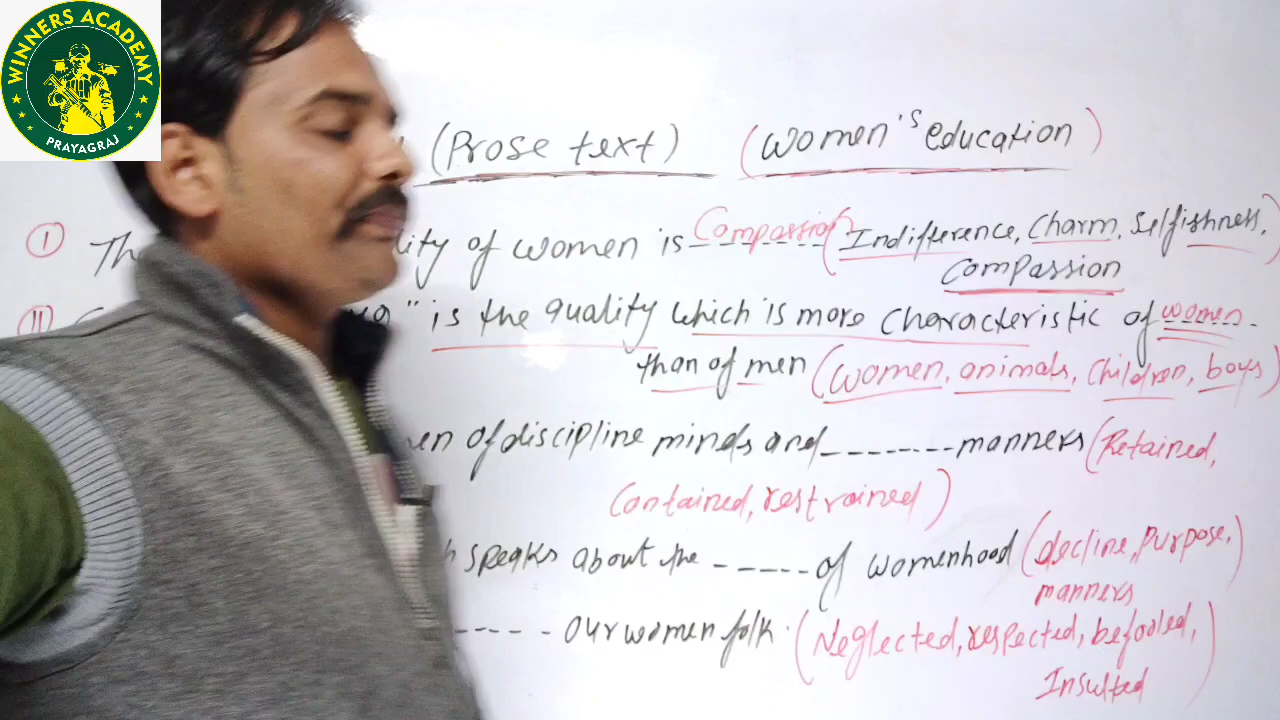 WINNERS ACADEMY
PRAYAGRAJ
(Prose text) (Women's education)
I Th lity of women is Compassion (Indifference, Charm, Selfishness,
Compassion)
II " is the quality which is more characteristic of women
than of men (women, animals, children, boys)
en of discipline minds and -------- manners (Retained,
Contained, restrained)
h speaks about the ----- of womenhood (decline, purpose,
manners)
----- our women folk. (Neglected, respected, befooled,
Insulted)